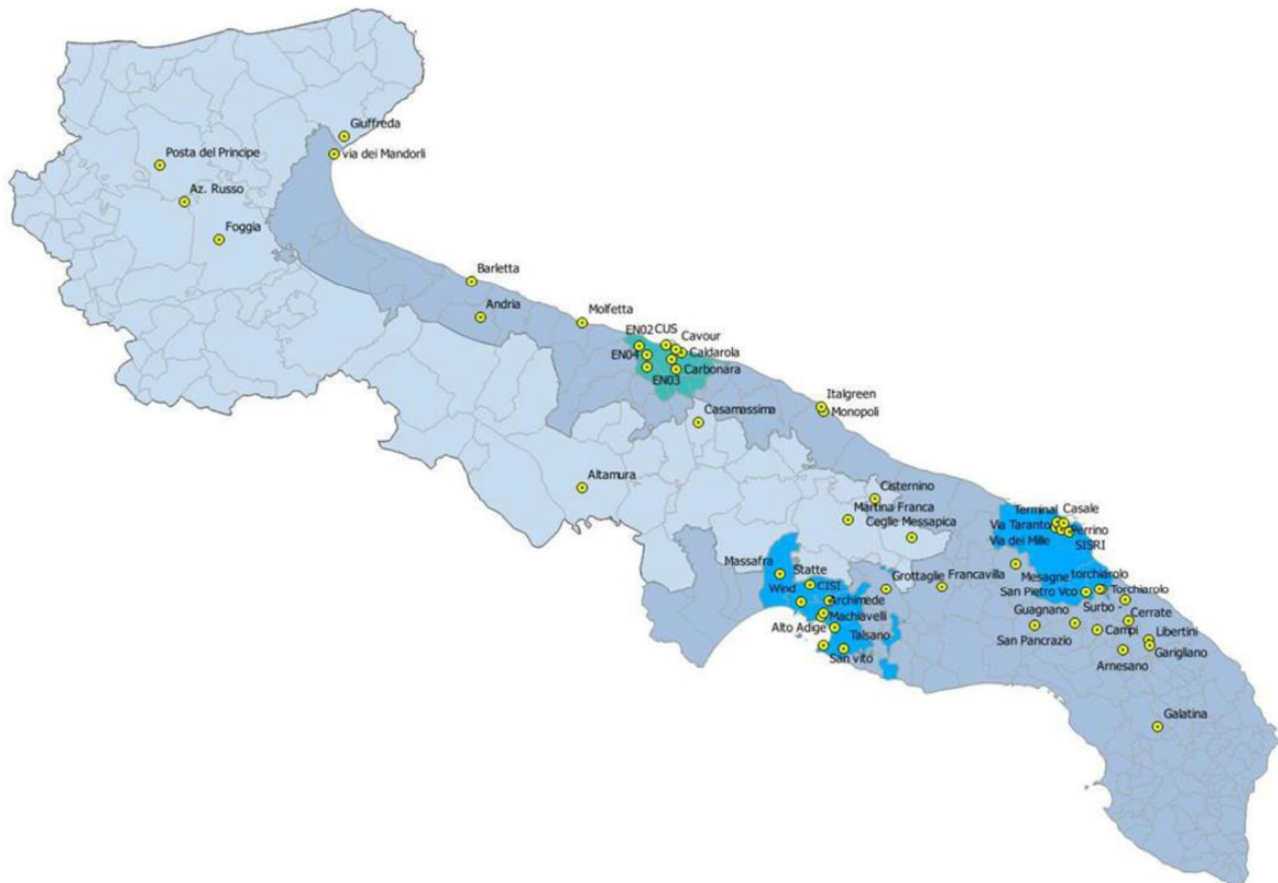 Giuffreda
Posta del Principe
via dei Mandorli
Az. Russo
Foggia
Barletta
Andria
Molfetta
EN02
CUS
Cavour
EN04
Caldarola
EN03
Carbonara
Italgreen
Monopoli
Casamassima
Altamura
Cisternino
Martina Franca
Ceglie Messapica
Terminal
Casale
Via Taranto
Perrino
Via dei Mille
SISRI
Massafra
Statte
Wind
CISI
Grottaglie
Francavilla
Mesagne
torchiarolo
San Pietro Vco
Torchiarolo
Archimede
Machiavelli
Alto Adige
Talsano
San vito
Guagnano
Surbo -
Cerrate
San Pancrazio
Campi
Libertini
Garigliano
Arnesano
Galatina